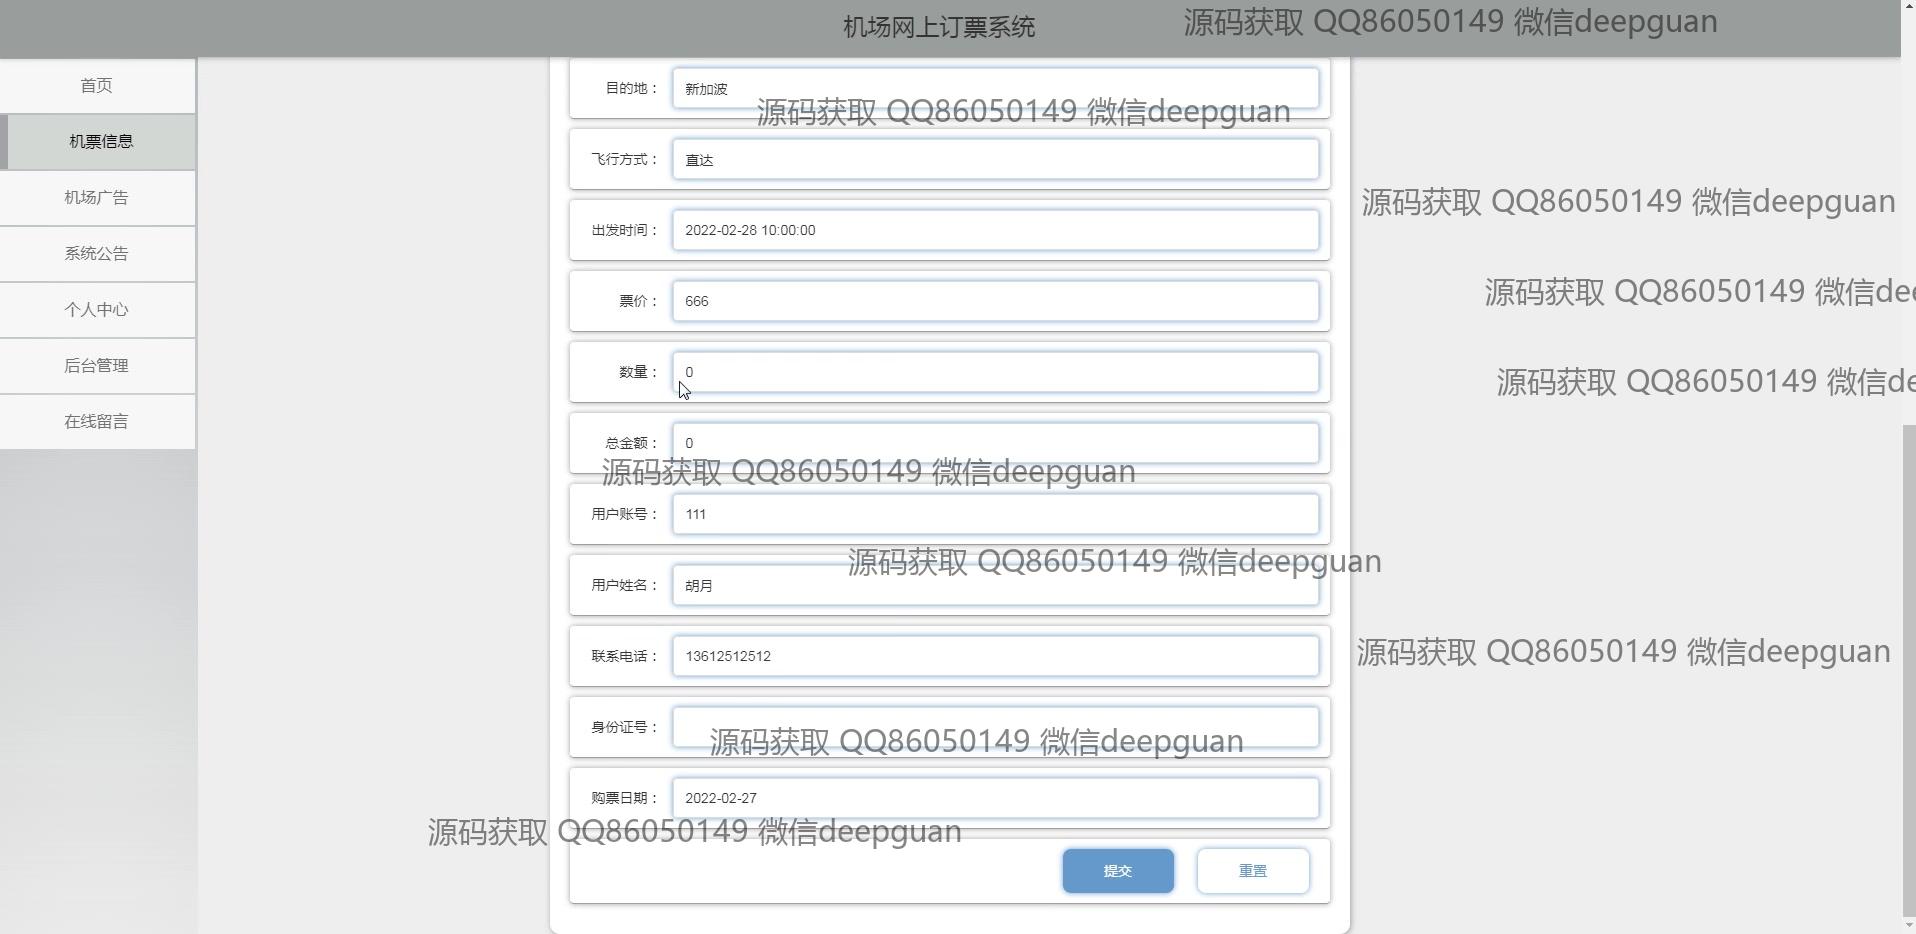 机场网上订票系统
源码获取 QQ86050149 微信deepguan
首页
机票信息
机场广告
系统公告
个人中心
后台管理
在线留言
目的地： 新加波
源码获取 QQ86050149 微信deepguan
飞行方式： 直达
源码获取 QQ86050149 微信deepguan
出发时间： 2022-02-28 10:00:00
票价： 666
源码获取 QQ86050149 微信dee
数量： 0
源码获取 QQ86050149 微信de
总金额： 0
源码获取 QQ86050149 微信deepguan
用户账号： 111
源码获取 QQ86050149 微信deepguan
用户姓名： 胡月
联系电话： 13612512512
源码获取 QQ86050149 微信deepguan
身份证号：
源码获取 QQ86050149 微信deepguan
购票日期： 2022-02-27
源码获取 QQ86050149 微信deepguan
提交 重置